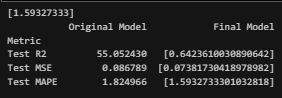 [1.59327333]
Original Model Final Model
Metric
Test R2 55.052430 [0.6423610030890642]
Test MSE 0.086789 [0.07381730418978982]
Test MAPE 1.824966 [1.5932733301032818]